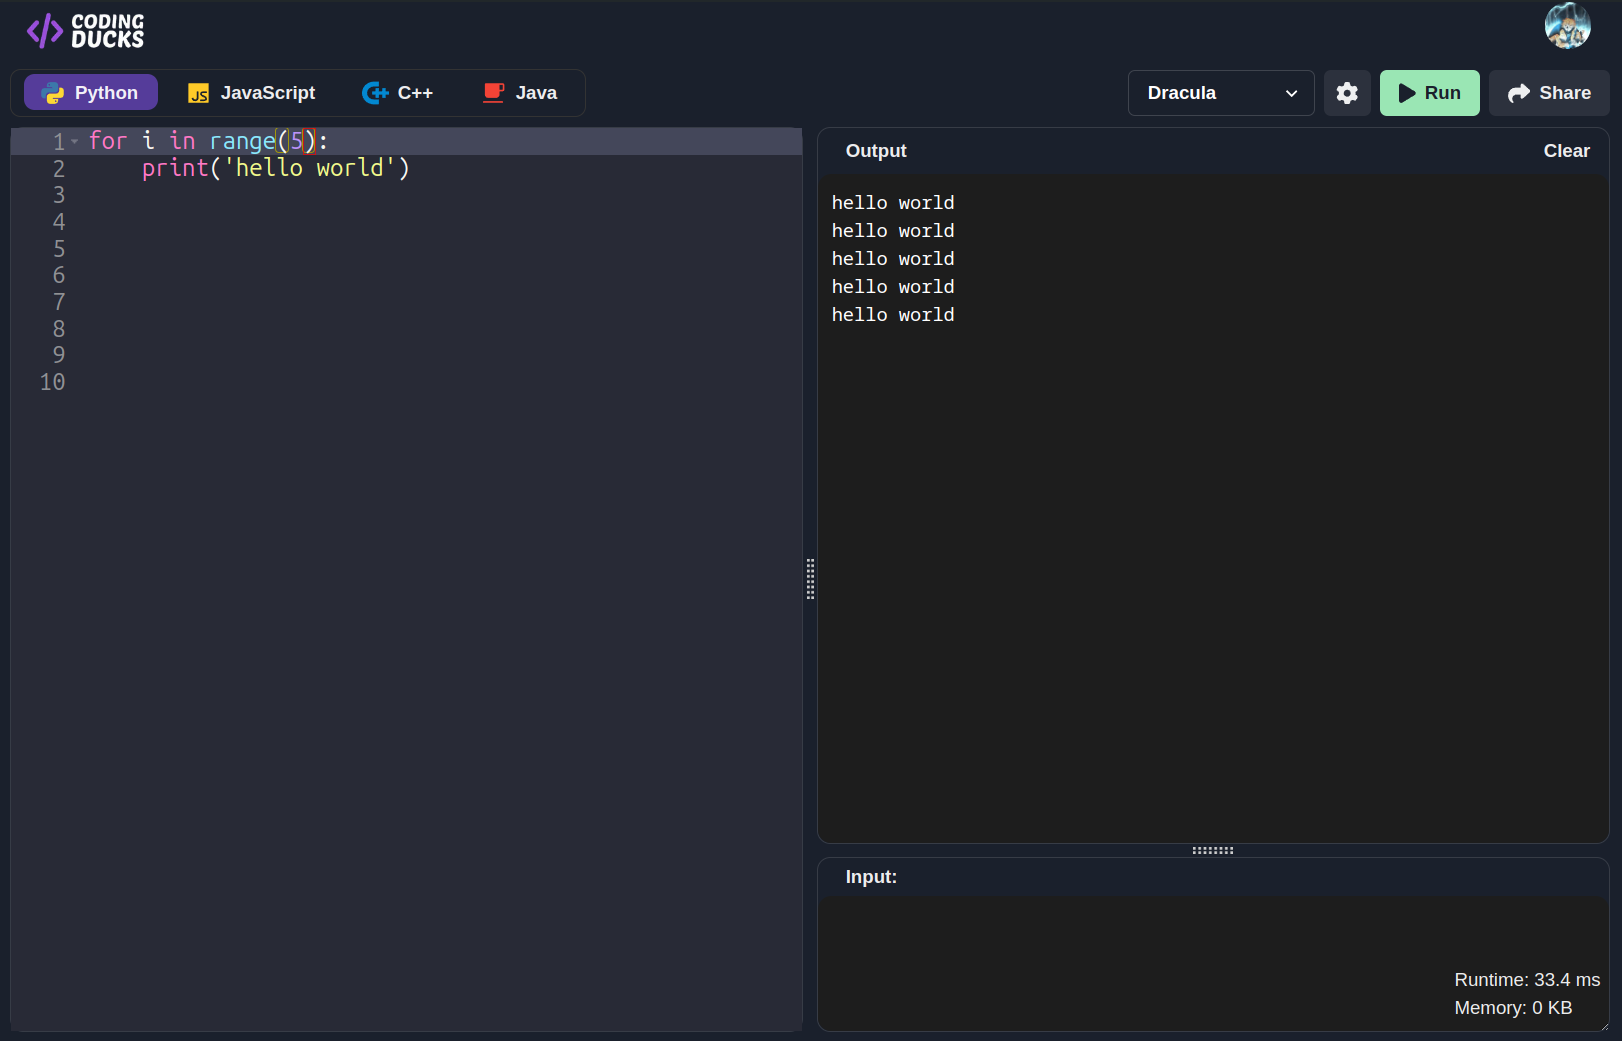 CODING
DUCKS
Python JavaScript C++ Java Dracula Run Share
1 for i in range(5):
2     print('hello world')
3
4
5
6
7
8
9
10
Output Clear
hello world
hello world
hello world
hello world
hello world
Input:
Runtime: 33.4 ms
Memory: 0 KB